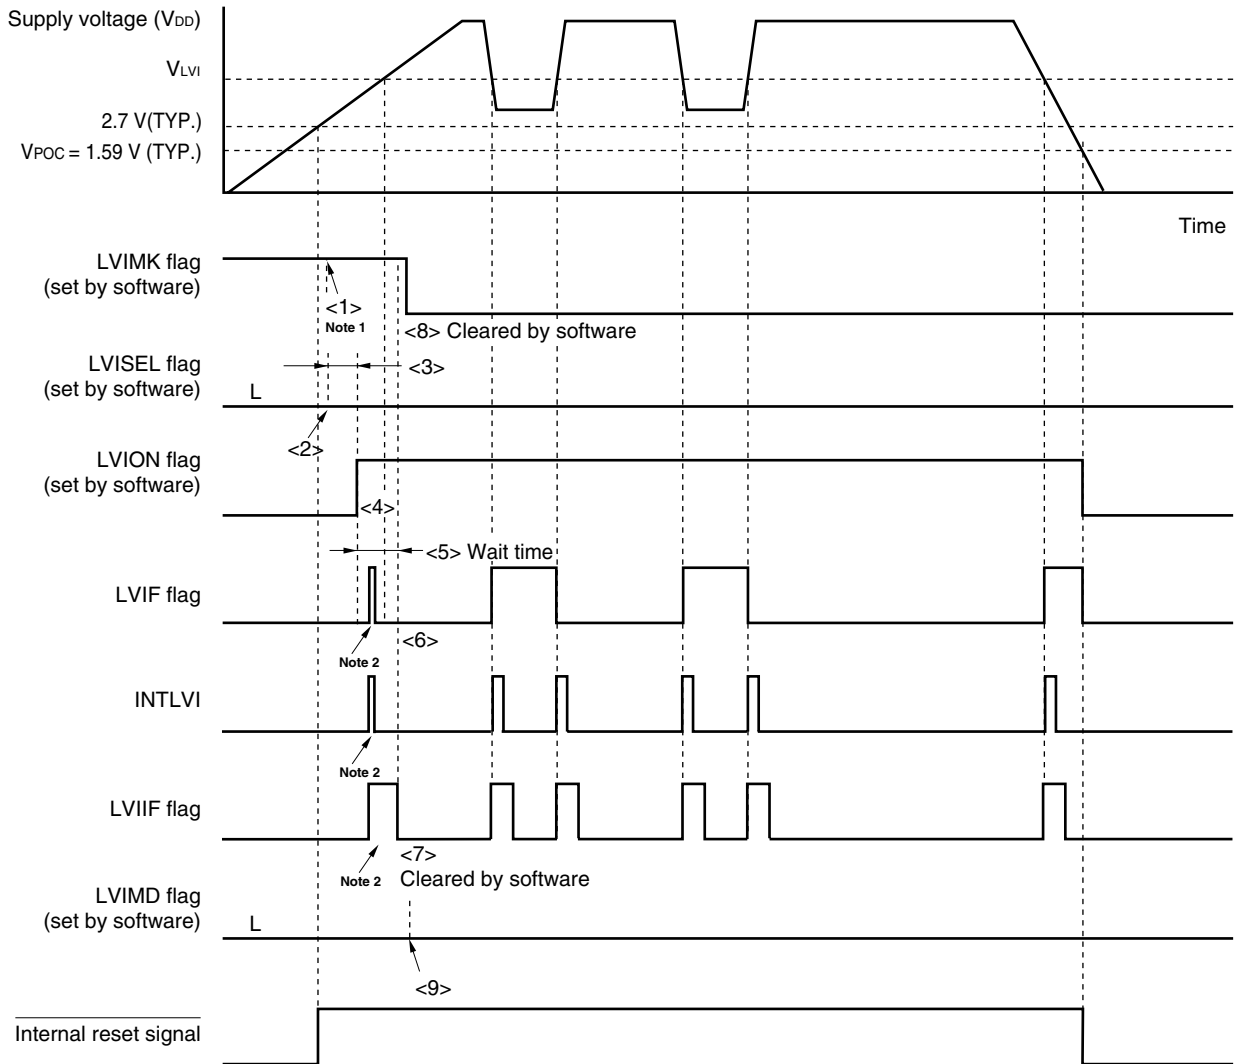 Supply voltage (VDD)
VLVI
2.7 V(TYP.)
VPOC = 1.59 V (TYP.)
Time
LVIMK flag
(set by software)
<1>
Note 1
<8> Cleared by software
LVISEL flag
(set by software)
<3>
L
<2>
LVION flag
(set by software)
<4>
<5> Wait time
LVIF flag
<6>
Note 2
INTLVI
Note 2
LVIIF flag
<7>
Note 2
Cleared by software
LVIMD flag
(set by software)
L
<9>
Internal reset signal